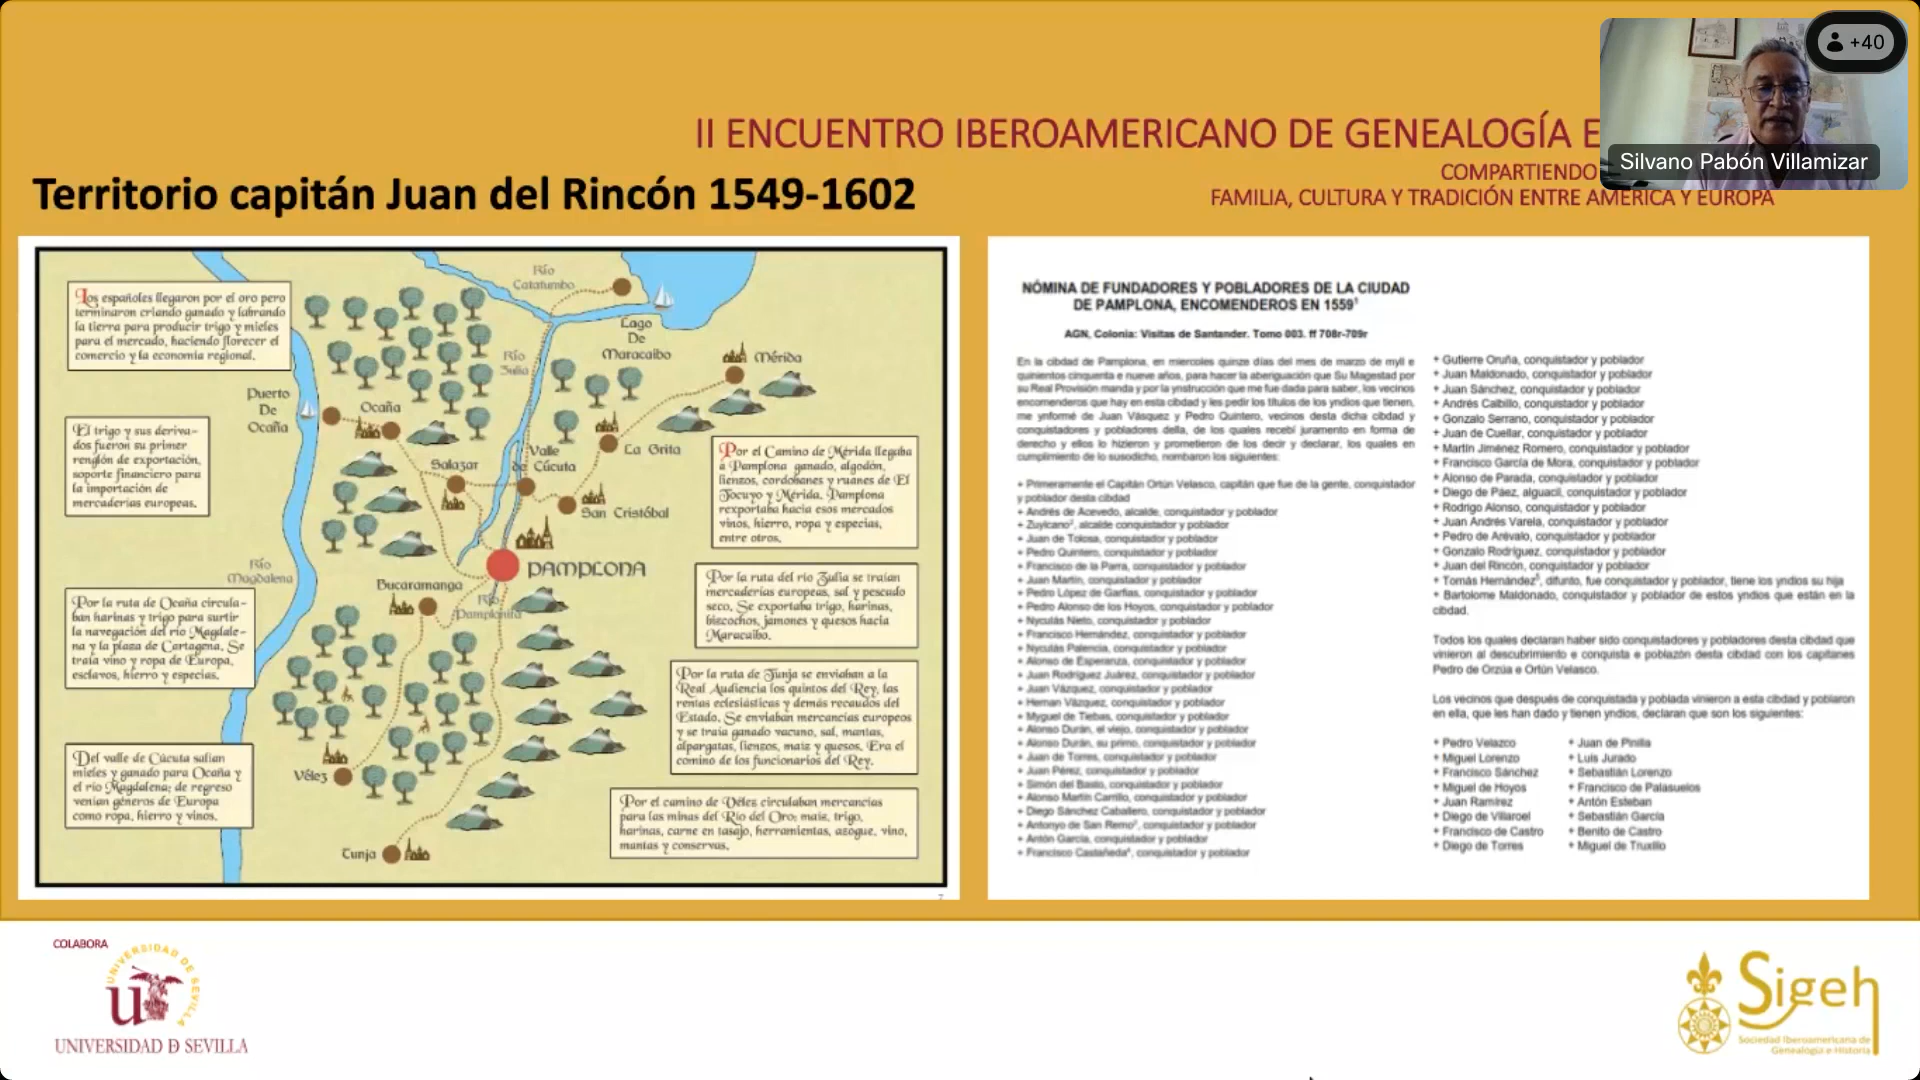 +40
Silvano Pabón Villamizar
II ENCUENTRO IBEROAMERICANO DE GENEALOGÍA E
COMPARTIENDO
FAMILIA, CULTURA Y TRADICIÓN ENTRE AMÉRICA Y EUROPA
Territorio capitán Juan del Rincón 1549-1602
Los españoles llegaron por el oro pero
terminaron criando ganado y labrando
la tierra para producir trigo y mieles
para el mercado, haciendo florecer el
comercio y la economía regional.
El trigo y sus deriva-
dos fueron su primer
renglón de exportación,
soporte financiero para
la importación de
mercaderías europeas.
Por la ruta de Ocaña circula-
ban harinas y trigo para surtir
la navegación del río Magdale-
na y la plaza de Cartagena. Se
traía vino y ropa de Europa,
esclavos, hierro y especias.
Del valle de Cúcuta salían
mieles y ganado para Ocaña y
el río Magdalena; de regreso
venían géneros de Europa
como ropa, hierro y vinos.
Río
Catatumbo
Lago
De
Maracaibo
Mérida
Río
Zulia
Puerto
De
Ocaña
Ocaña
La Grita
Valle
de Cúcuta
Salazar
San Cristóbal
PAMPLONA
Río
Magdalena
Bucaramanga
Río
Pamplonita
Vélez
Tunja
Por el Camino de Mérida llegaba
a Pamplona ganado, algodón,
lienzos, cordobanes y ruanes de El
Tocuyo y Mérida. Pamplona
rexportaba hacia esos mercados
vinos, hierro, ropa y especias,
entre otros.
Por la ruta del río Zulia se traían
mercaderías europeas, sal y pescado
seco. Se exportaba trigo, harinas,
bizcochos, jamones y quesos hacia
Maracaibo.
Por la ruta de Tunja se enviaban a la
Real Audiencia los quintos del Rey, las
rentas eclesiásticas y demás recaudos del
Estado. Se enviaban mercancías europeos
y se traía ganado vacuno, sal, mantas,
alpargatas, lienzos, maíz y quesos. Era el
comino de los funcionarios del Rey.
Por el camino de Vélez circulaban mercancías
para las minas del Río del Oro: maíz, trigo,
harinas, carne en tasajo, herramientas, azogue, vino,
mantas y conservas.
7
NÓMINA DE FUNDADORES Y POBLADORES DE LA CIUDAD
DE PAMPLONA, ENCOMENDEROS EN 1559¹
AGN, Colonia: Visitas de Santander. Tomo 003. ff 708r-709r
En la cibdad de Pamplona, en miercoles quinze días del mes de marzo de myll e
quinientos cinquenta e nueve años, para hacer la aberiguación que Su Magestad por
su Real Provisión manda y por la ynstrucción que me fue dada para saber, los vecinos
encomenderos que hay en esta cibdad y les pedir los títulos de los yndios que tienen,
me ynformé de Juan Vásquez y Pedro Quintero, vecinos desta dicha cibdad y
conquistadores y pobladores della, de los quales recebí juramento en forma de
derecho y ellos lo hizieron y prometieron de los decir y declarar, los quales en
cumplimiento de lo susodicho, nombraron los siguientes:
+ Primeramente el Capitán Ortún Velasco, capitán que fue de la gente, conquistador
y poblador desta cibdad
+ Andrés de Acevedo, alcalde, conquistador y poblador
+ Zuyicano², alcalde conquistador y poblador
+ Juan de Tolosa, conquistador y poblador
+ Pedro Quintero, conquistador y poblador
+ Francisco de la Parra, conquistador y poblador
+ Juan Martín, conquistador y poblador
+ Pedro López de Garfias, conquistador y poblador
+ Pedro Alonso de los Hoyos, conquistador y poblador
+ Nyculás Nieto, conquistador y poblador
+ Francisco Hernández, conquistador y poblador
+ Nyculás Palencia, conquistador y poblador
+ Alonso de Esperanza, conquistador y poblador
+ Juan Rodríguez Juárez, conquistador y poblador
+ Juan Vázquez, conquistador y poblador
+ Hernan Vázquez, conquistador y poblador
+ Myguel de Tiebas, conquistador y poblador
+ Alonso Durán, el viejo, conquistador y poblador
+ Alonso Durán, su primo, conquistador y poblador
+ Juan de Torres, conquistador y poblador
+ Juan Pérez, conquistador y poblador
+ Simón del Basto, conquistador y poblador
+ Alonso Martín Carrillo, conquistador y poblador
+ Diego Sánchez Caballero, conquistador y poblador
+ Antonyo de San Remo³, conquistador y poblador
+ Antón García, conquistador y poblador
+ Francisco Castañeda⁴, conquistador y poblador
+ Gutierre Oruña, conquistador y poblador
+ Juan Maldonado, conquistador y poblador
+ Juan Sánchez, conquistador y poblador
+ Andrés Calbillo, conquistador y poblador
+ Gonzalo Serrano, conquistador y poblador
+ Juan de Cuellar, conquistador y poblador
+ Martín Jiménez Romero, conquistador y poblador
+ Francisco García de Mora, conquistador y poblador
+ Alonso de Parada, conquistador y poblador
+ Diego de Páez, alguacil, conquistador y poblador
+ Rodrigo Alonso, conquistador y poblador
+ Juan Andrés Varela, conquistador y poblador
+ Pedro de Arévalo, conquistador y poblador
+ Gonzalo Rodríguez, conquistador y poblador
+ Juan del Rincón, conquistador y poblador
+ Tomás Hernández⁵, difunto, fue conquistador y poblador, tiene los yndios su hija
+ Bartolome Maldonado, conquistador y poblador de estos yndios que están en la
cibdad.
Todos los quales declaran haber sido conquistadores y pobladores desta cibdad que
vinieron al descubrimiento e conquista e poblazón desta cibdad con los capitanes
Pedro de Orzúa e Ortún Velasco.
Los vecinos que después de conquistada y poblada vinieron a esta cibdad y poblaron
en ella, que les han dado y tienen yndios, declaran que son los siguientes:
+ Pedro Velazco
+ Miguel Lorenzo
+ Francisco Sánchez
+ Miguel de Hoyos
+ Juan Ramírez
+ Diego de Villaroel
+ Francisco de Castro
+ Diego de Torres
+ Juan de Pinilla
+ Luis Jurado
+ Sebastián Lorenzo
+ Francisco de Palasuelos
+ Antón Esteban
+ Sebastián García
+ Benito de Castro
+ Miguel de Truxillo
COLABORA
UNIVERSIDAD DE SEVILLA
UNIVERSIDAD D SEVILLA
Sigeh
Sociedad Iberoamericana de
Genealogía e Historia